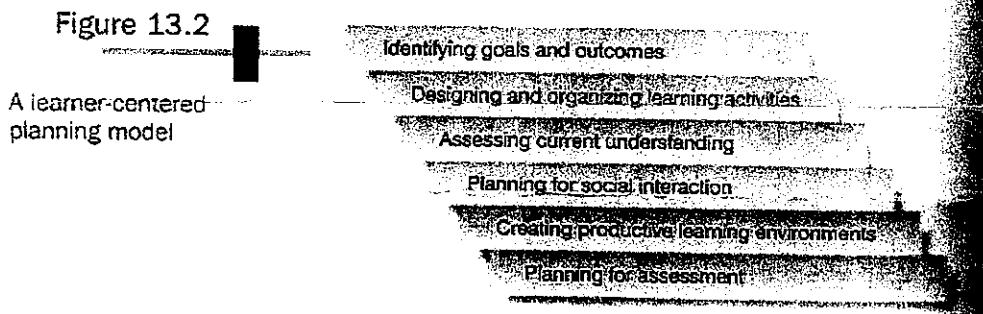 Figure 13.2
A learner-centered
planning model
Identifying goals and outcomes
Designing and organizing learning activities
Assessing current understanding
Planning for social interaction
Creating productive learning environments
Planning for assessment